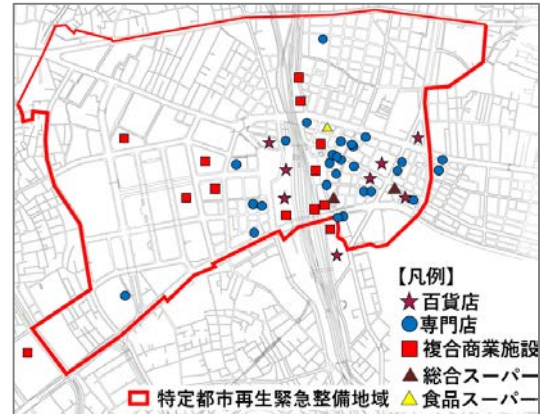 【凡例】
百貨店
専門店
複合商業施設
総合スーパー
食品スーパー
特定都市再生緊急整備地域